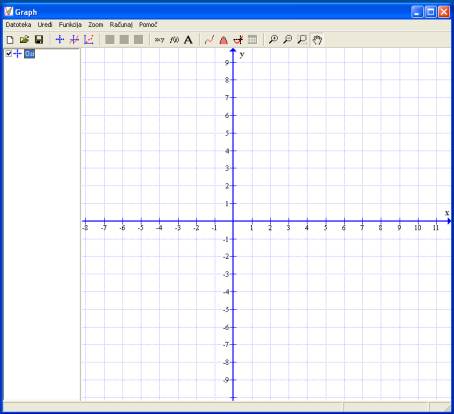 Graph
Datoteka Uredi Funkcija Zoom Računaj Pomoč
x=y f(x) A
Osi
y
9
8
7
6
5
4
3
2
1
x
-8 -7 -6 -5 -4 -3 -2 -1 1 2 3 4 5 6 7 8 9 10 11
-1
-2
-3
-4
-5
-6
-7
-8
-9